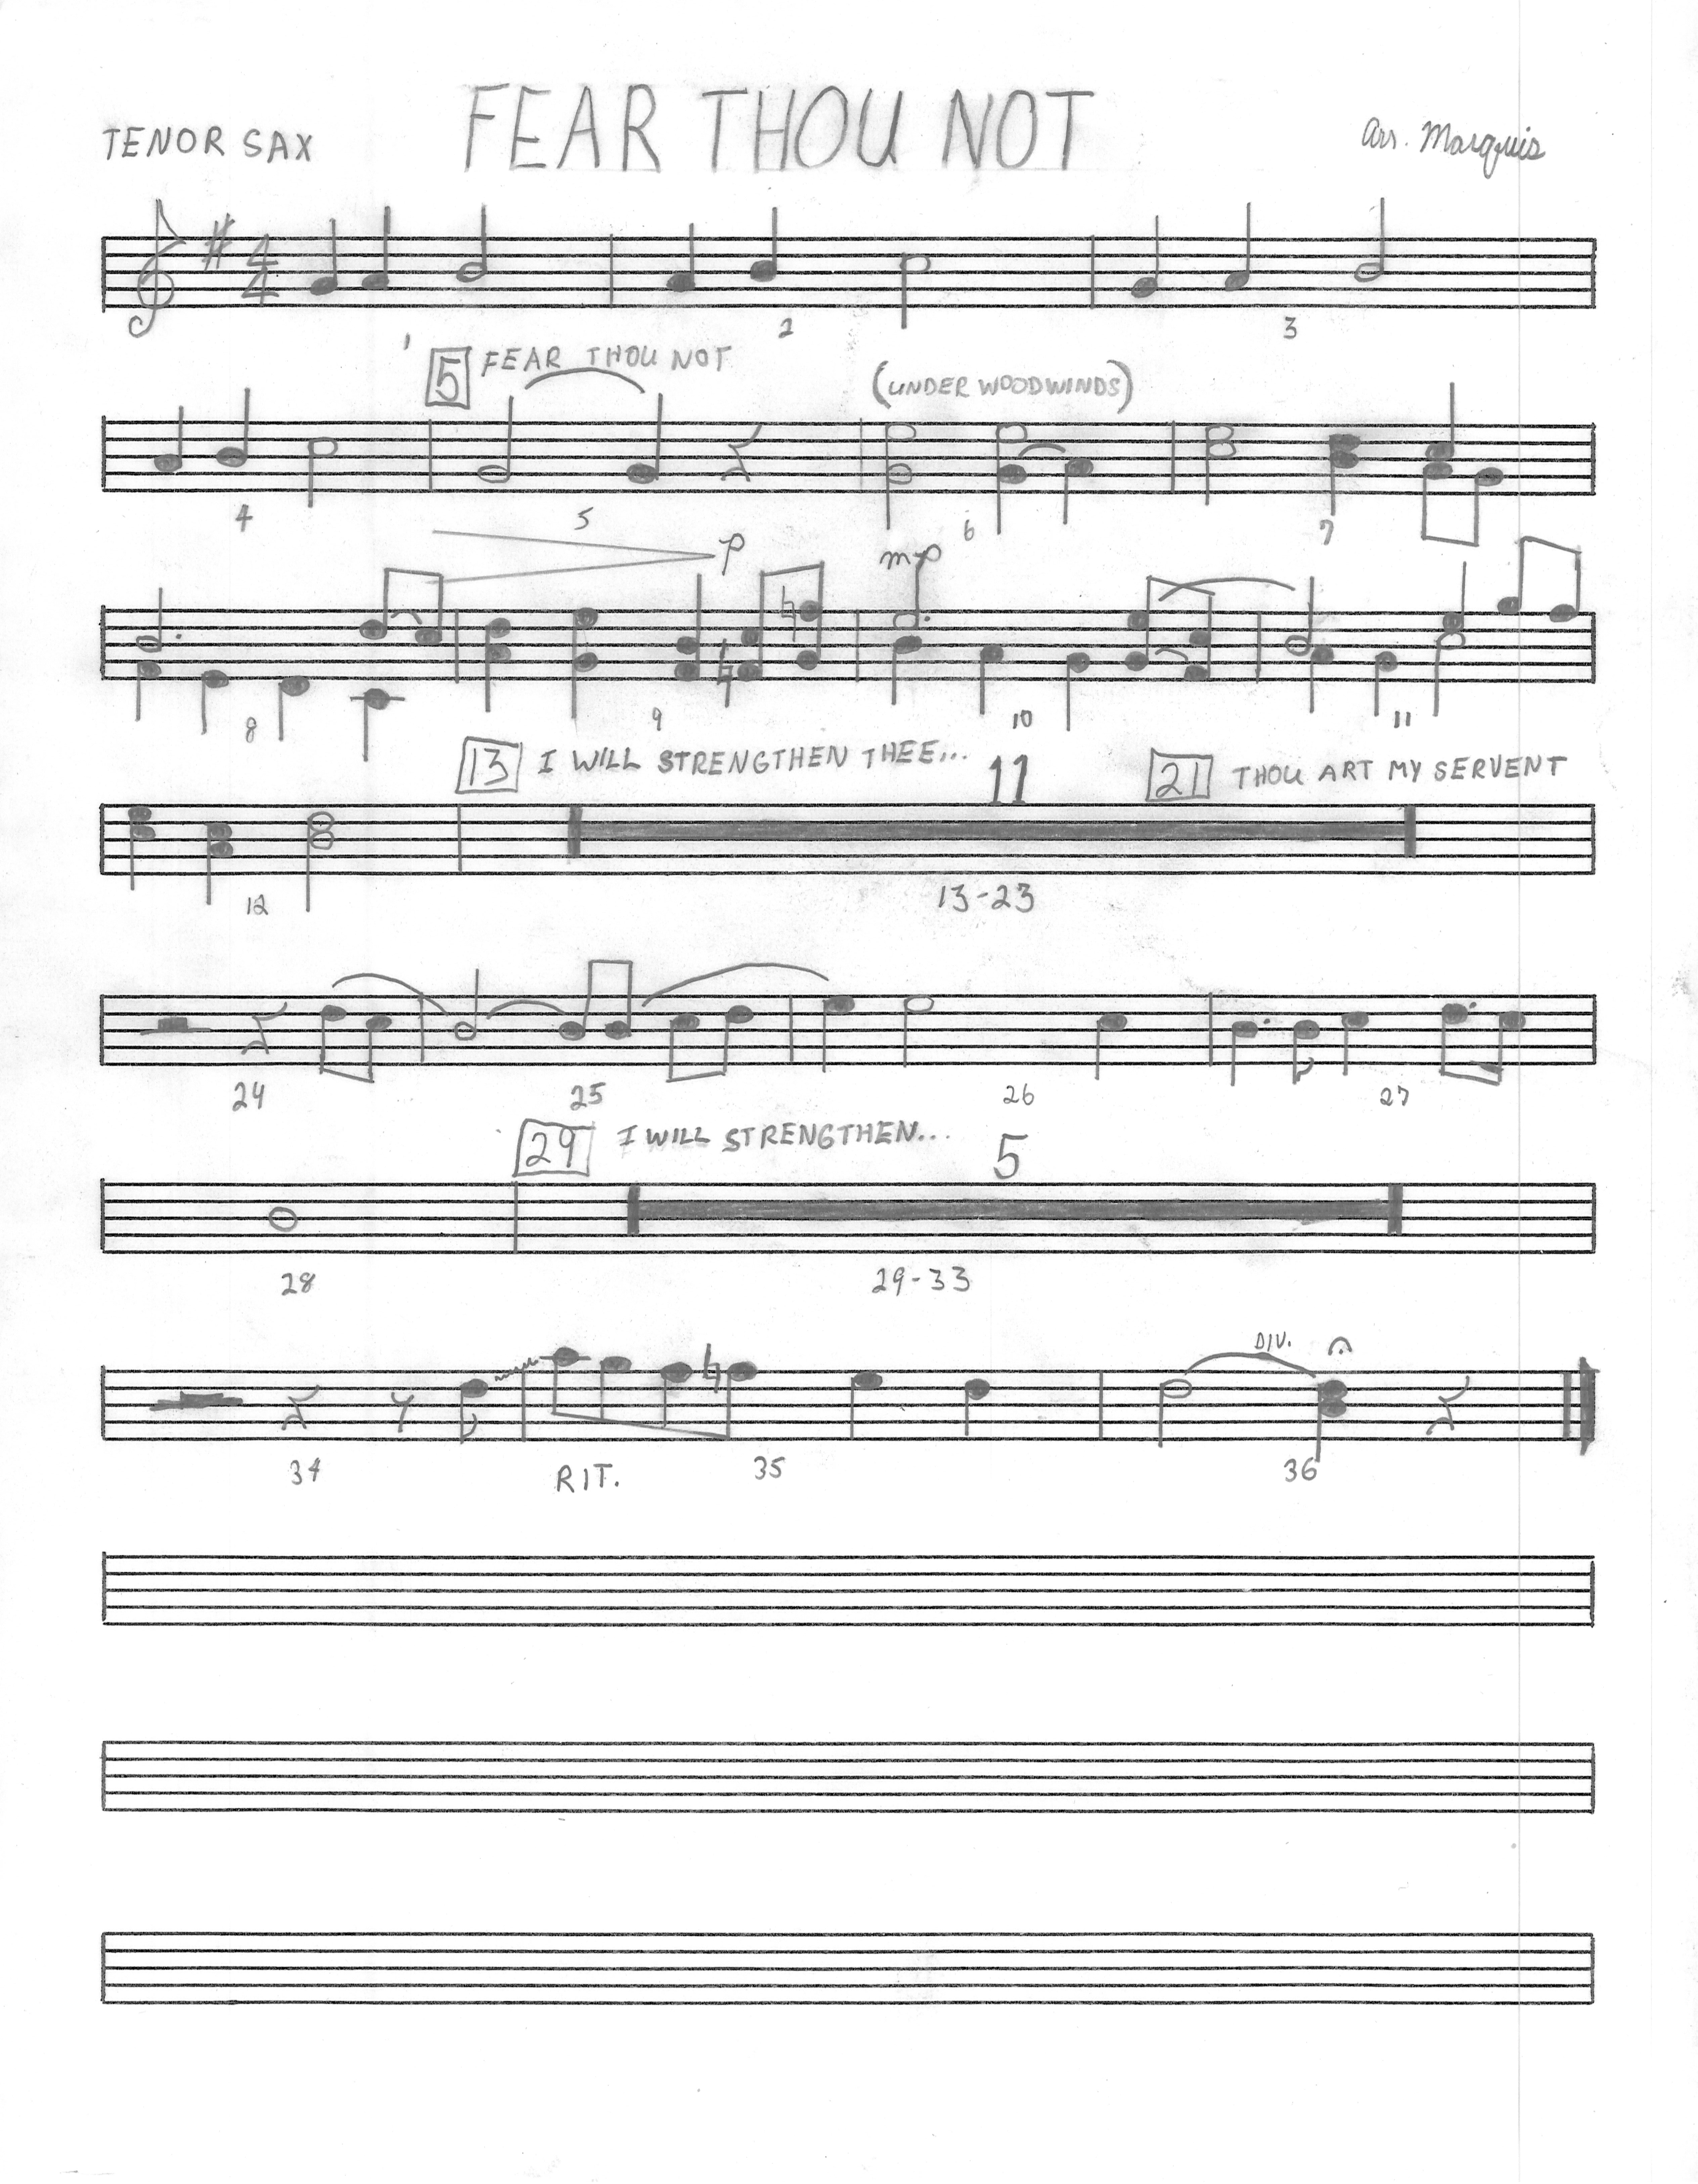 FEAR THOU NOT
TENOR SAX
Arr. Marquis
4
4
2
3
5 FEAR THOU NOT
(UNDER WOODWINDS)
4 5 6 7
p mp
8 9 10 11
13 I WILL STRENGTHEN THEE... 11 21 THOU ART MY SERVENT
12 13-23
24 25 26 27
29 I WILL STRENGTHEN... 5
28 29-33
DIV.
34 RIT. 35 36